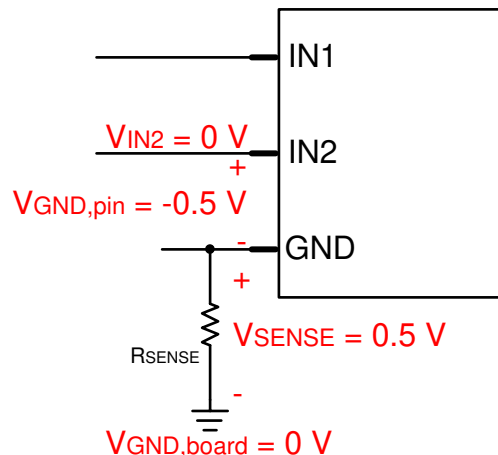 IN1
VIN2 = 0 V
+
IN2
VGND,pin = -0.5 V
-
GND
+
VSENSE = 0.5 V
RSENSE
-
VGND,board = 0 V